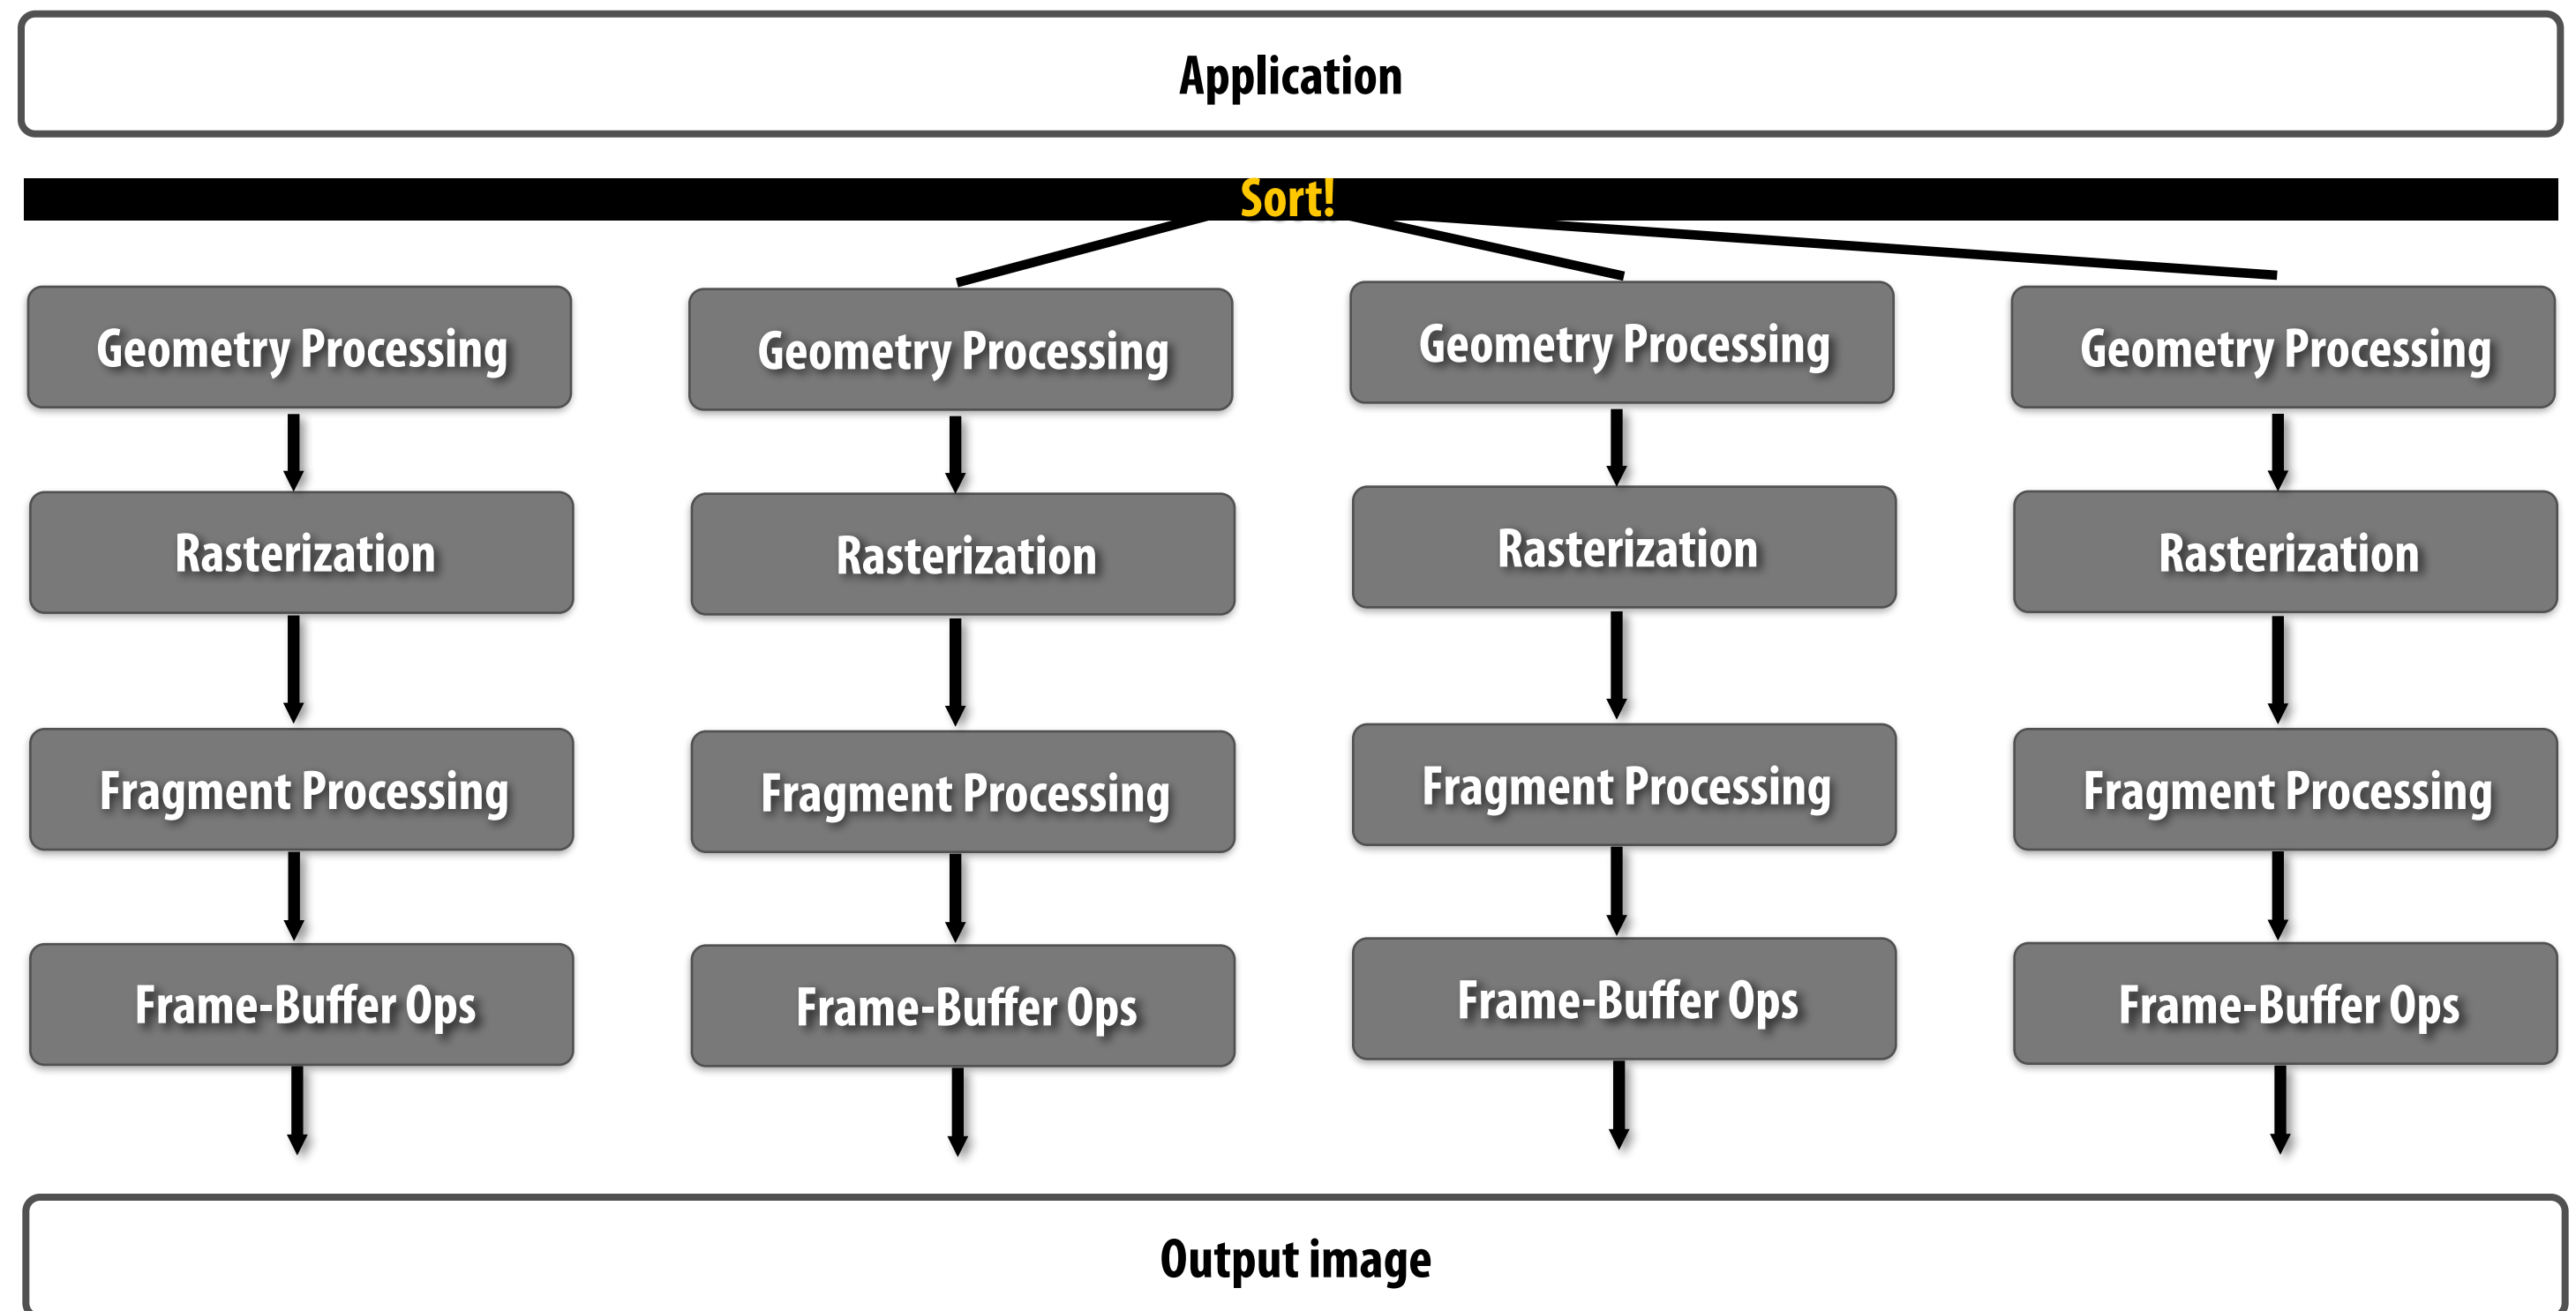 Application
Sort!
Geometry Processing
Geometry Processing
Geometry Processing
Geometry Processing
Rasterization
Rasterization
Rasterization
Rasterization
Fragment Processing
Fragment Processing
Fragment Processing
Fragment Processing
Frame-Buffer Ops
Frame-Buffer Ops
Frame-Buffer Ops
Frame-Buffer Ops
Output image